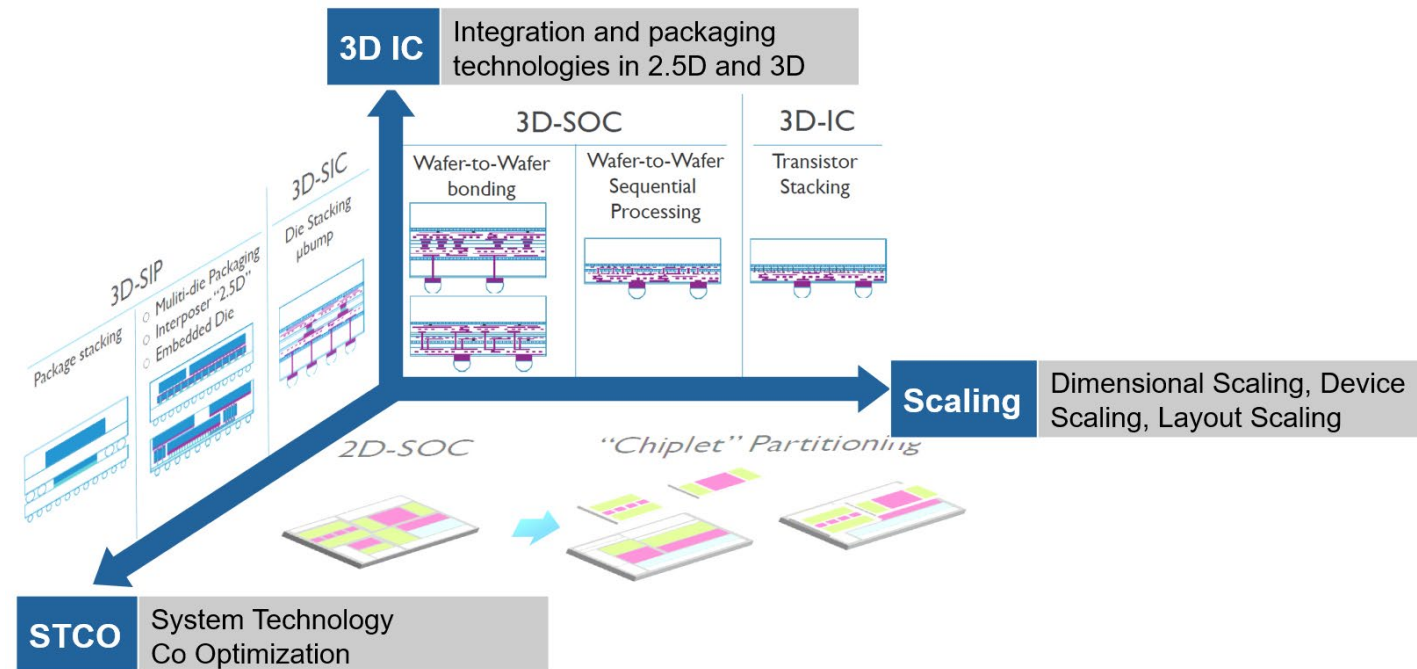 3D IC
Integration and packaging
technologies in 2.5D and 3D
3D-SOC
3D-IC
Wafer-to-Wafer
bonding
Wafer-to-Wafer
Sequential
Processing
Transistor
Stacking
3D-SIC
Die Stacking
µbump
3D-SIP
Package stacking
Muliti-die Packaging
Interposer “2.5D”
Embedded Die
Scaling
Dimensional Scaling, Device
Scaling, Layout Scaling
2D-SOC
“Chiplet” Partitioning
STCO
System Technology
Co Optimization